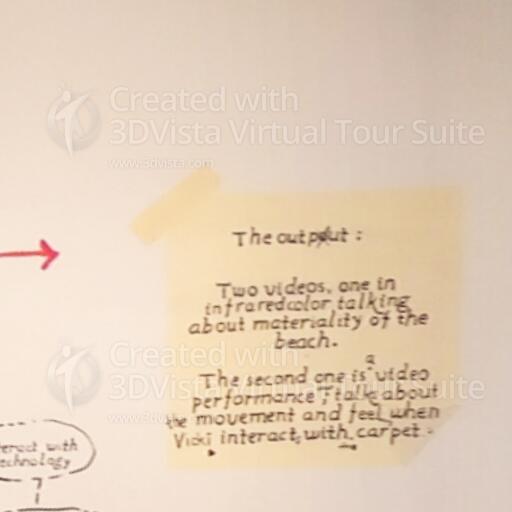 Created with
3DVista Virtual Tour Suite
www.3dvista.com
The output :
Two videos, one in
infraredcolor talking
about materiality of the
beach.
Created with
3DVista Virtual Tour Suite
www.3dvista.com
The second one is a video
performance talk about
the movement and feel when
Vicki interact with carpet.
eract with
echnology